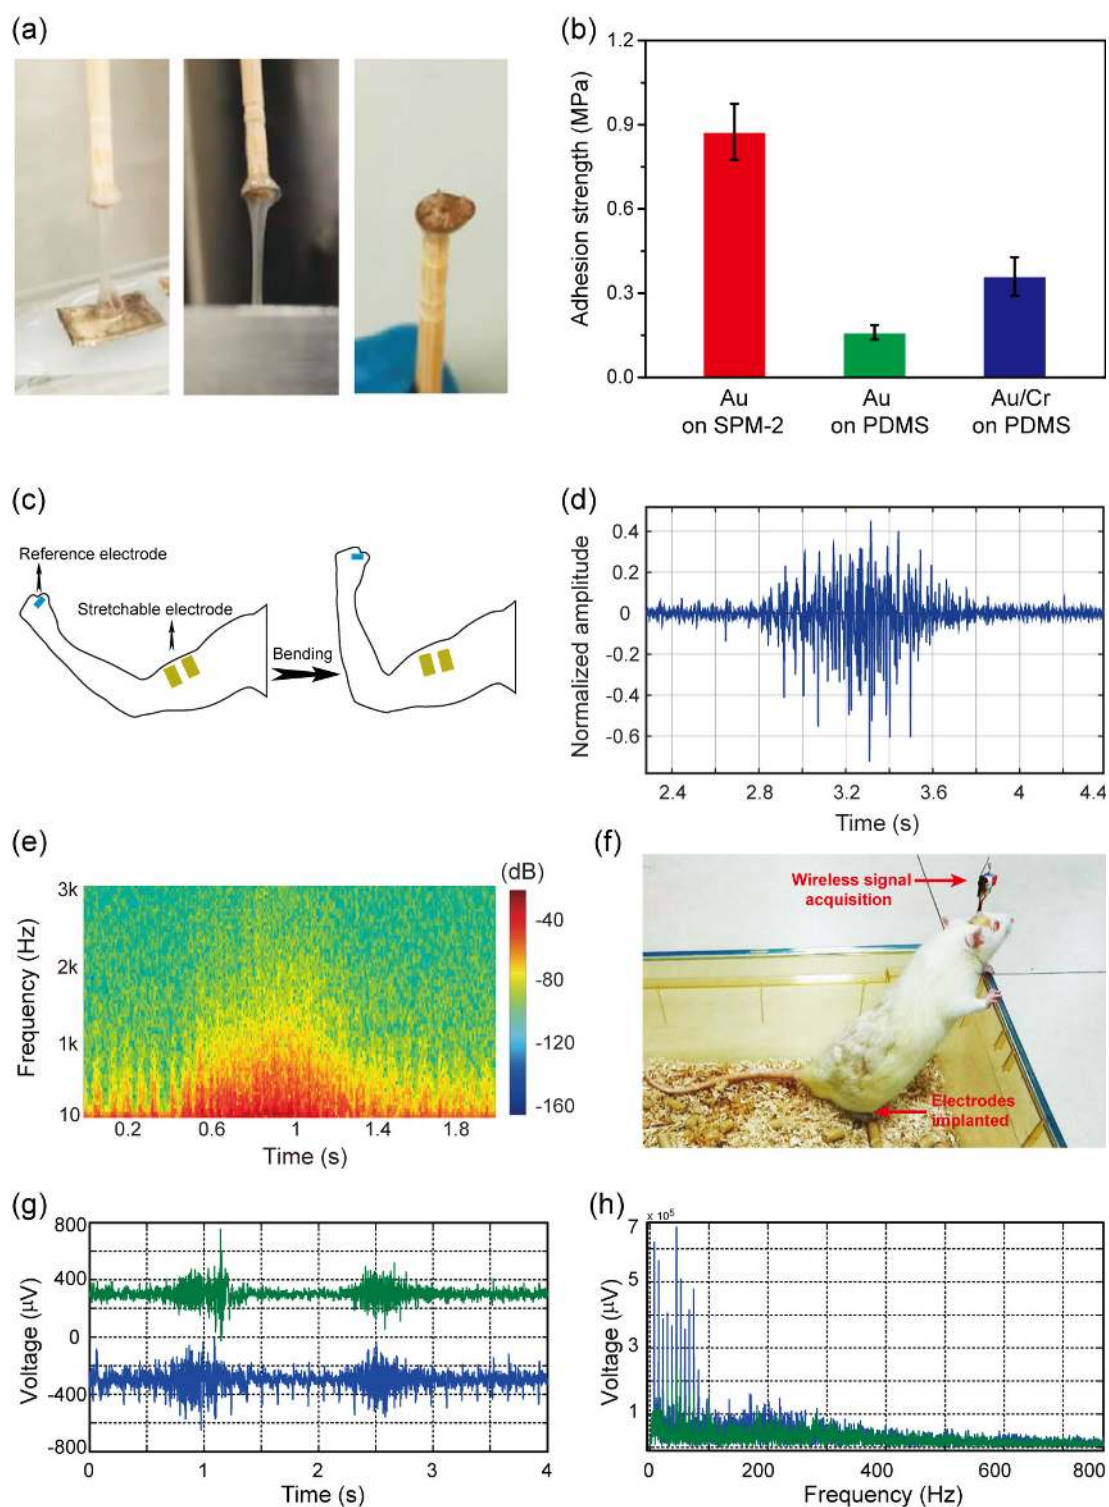 (a)
(b)
Adhesion strength (MPa)
1.2
0.9
0.6
0.3
0.0
Au
on SPM-2
Au
on PDMS
Au/Cr
on PDMS
(c)
Reference electrode
Stretchable electrode
Bending
(d)
Normalized amplitude
0.4
0.2
0
-0.2
-0.4
-0.6
2.4 2.8 3.2 3.6 4 4.4
Time (s)
(e)
(dB)
Frequency (Hz)
3k
2k
1k
10
-40
-80
-120
-160
0.2 0.6 1 1.4 1.8
Time (s)
(f)
Wireless signal
acquisition
Electrodes
implanted
(g)
Voltage (μV)
800
400
0
-400
-800
0 1 2 3 4
Time (s)
(h)
Voltage (μV)
x 10⁵
7
5
3
1
0 200 400 600 800
Frequency (Hz)